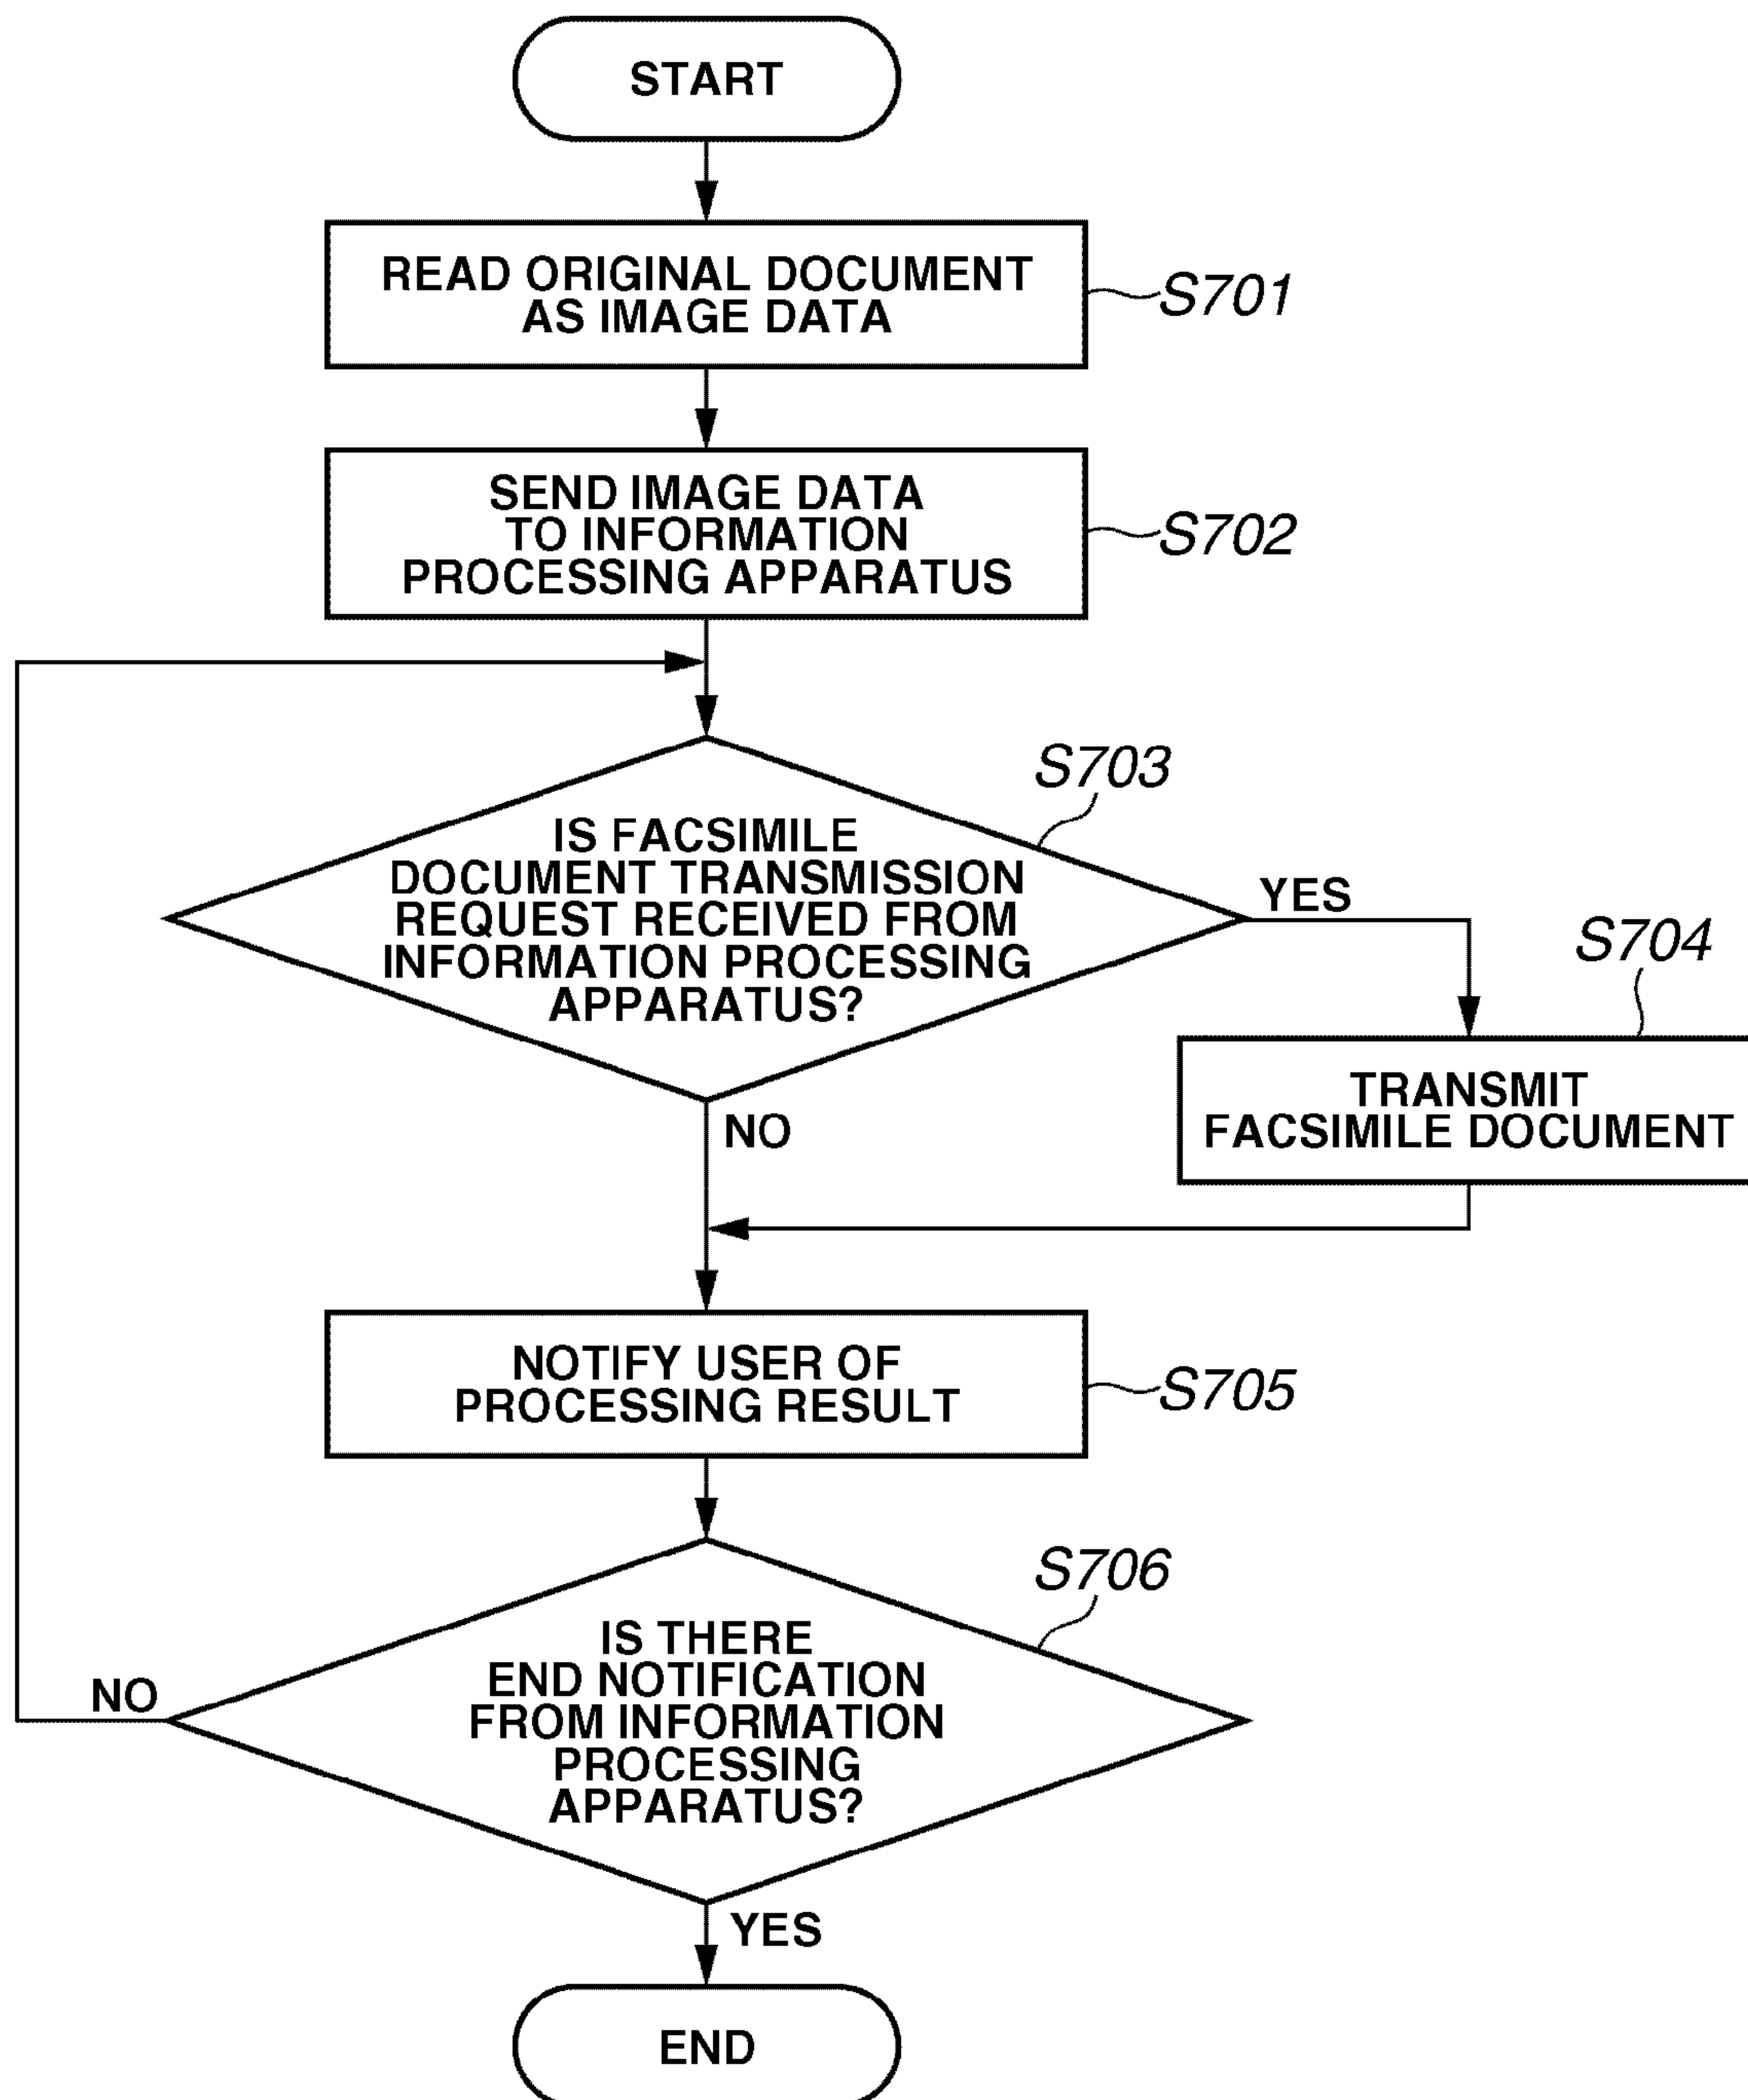 START
READ ORIGINAL DOCUMENT
AS IMAGE DATA
S701
SEND IMAGE DATA
TO INFORMATION
PROCESSING APPARATUS
S702
S703
IS FACSIMILE
DOCUMENT TRANSMISSION
REQUEST RECEIVED FROM
INFORMATION PROCESSING
APPARATUS?
YES
S704
TRANSMIT
FACSIMILE DOCUMENT
NO
NOTIFY USER OF
PROCESSING RESULT
S705
S706
IS THERE
END NOTIFICATION
FROM INFORMATION
PROCESSING
APPARATUS?
NO
YES
END